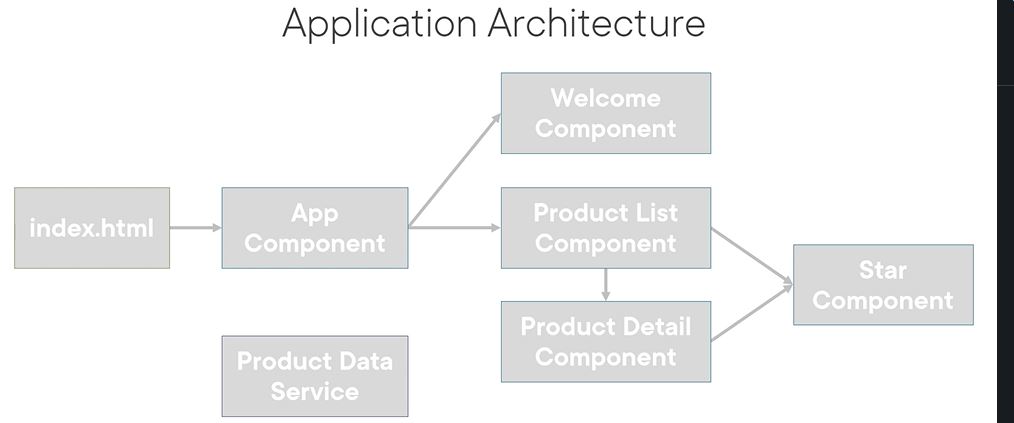 Application Architecture
Welcome
Component
index.html
App
Component
Product List
Component
Star
Component
Product Detail
Component
Product Data
Service